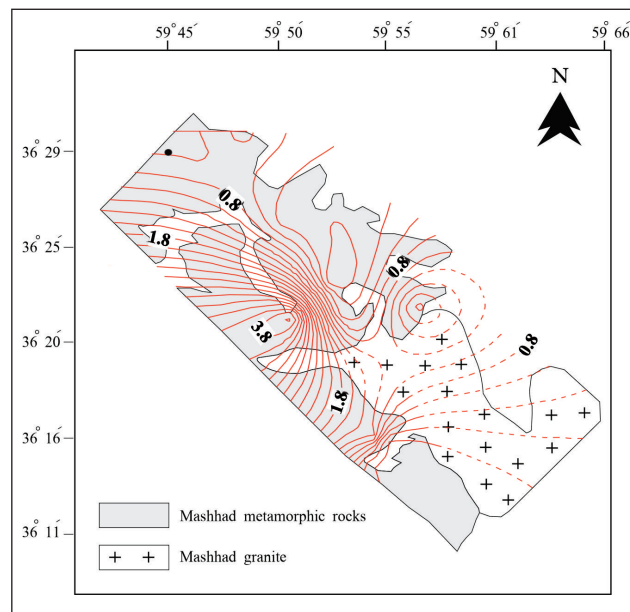 59° 45′ 59° 50′ 59° 55′ 59° 61′ 59° 66′
N
36° 29′
0.8
36° 25′
1.8
0.8
36° 20′
3.8
0.8
1.8
36° 16′
36° 11′
Mashhad metamorphic rocks
Mashhad granite